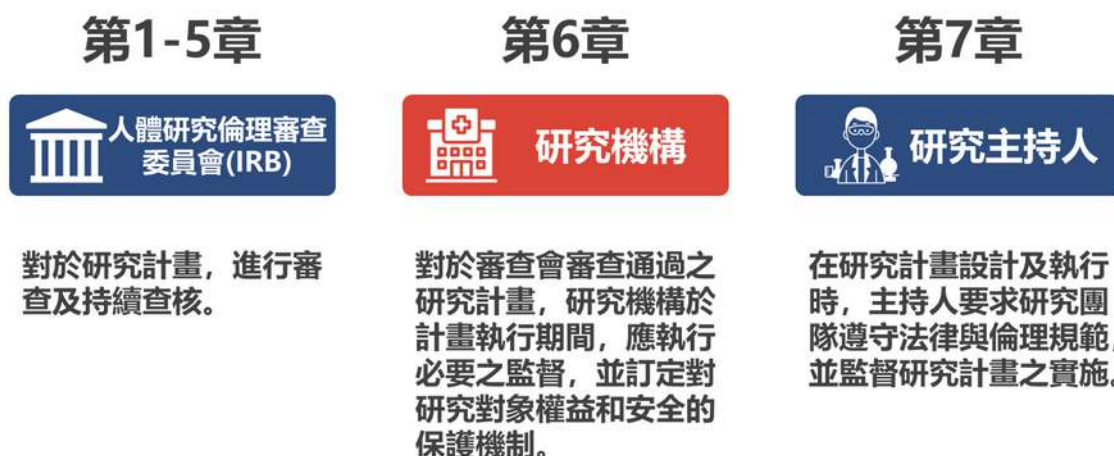 第1-5章
人體研究倫理審查
委員會(IRB)
對於研究計畫，進行審
查及持續查核。
第6章
研究機構
對於審查會審查通過之
研究計畫，研究機構於
計畫執行期間，應執行
必要之監督，並訂定對
研究對象權益和安全的
保護機制。
第7章
研究主持人
在研究計畫設計及執行
時，主持人要求研究團
隊遵守法律與倫理規範，
並監督研究計畫之實施。